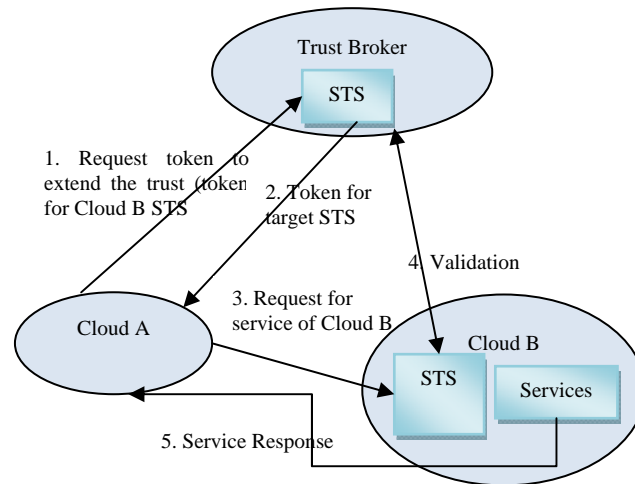 Trust Broker
STS
1. Request token to
extend the trust (token
for Cloud B STS
2. Token for
target STS
4. Validation
3. Request for
service of Cloud B
Cloud A
Cloud B
STS
Services
5. Service Response